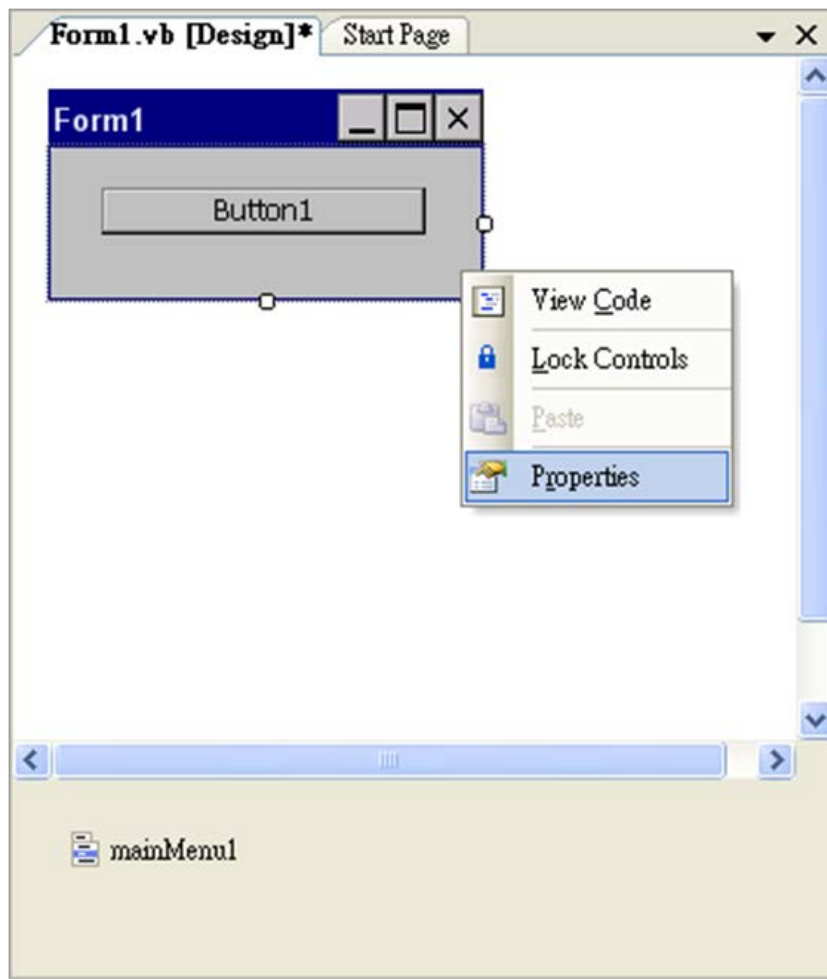 Form1.vb [Design]* Start Page
Form1
Button1
View Code
Lock Controls
Paste
Properties
mainMenu1